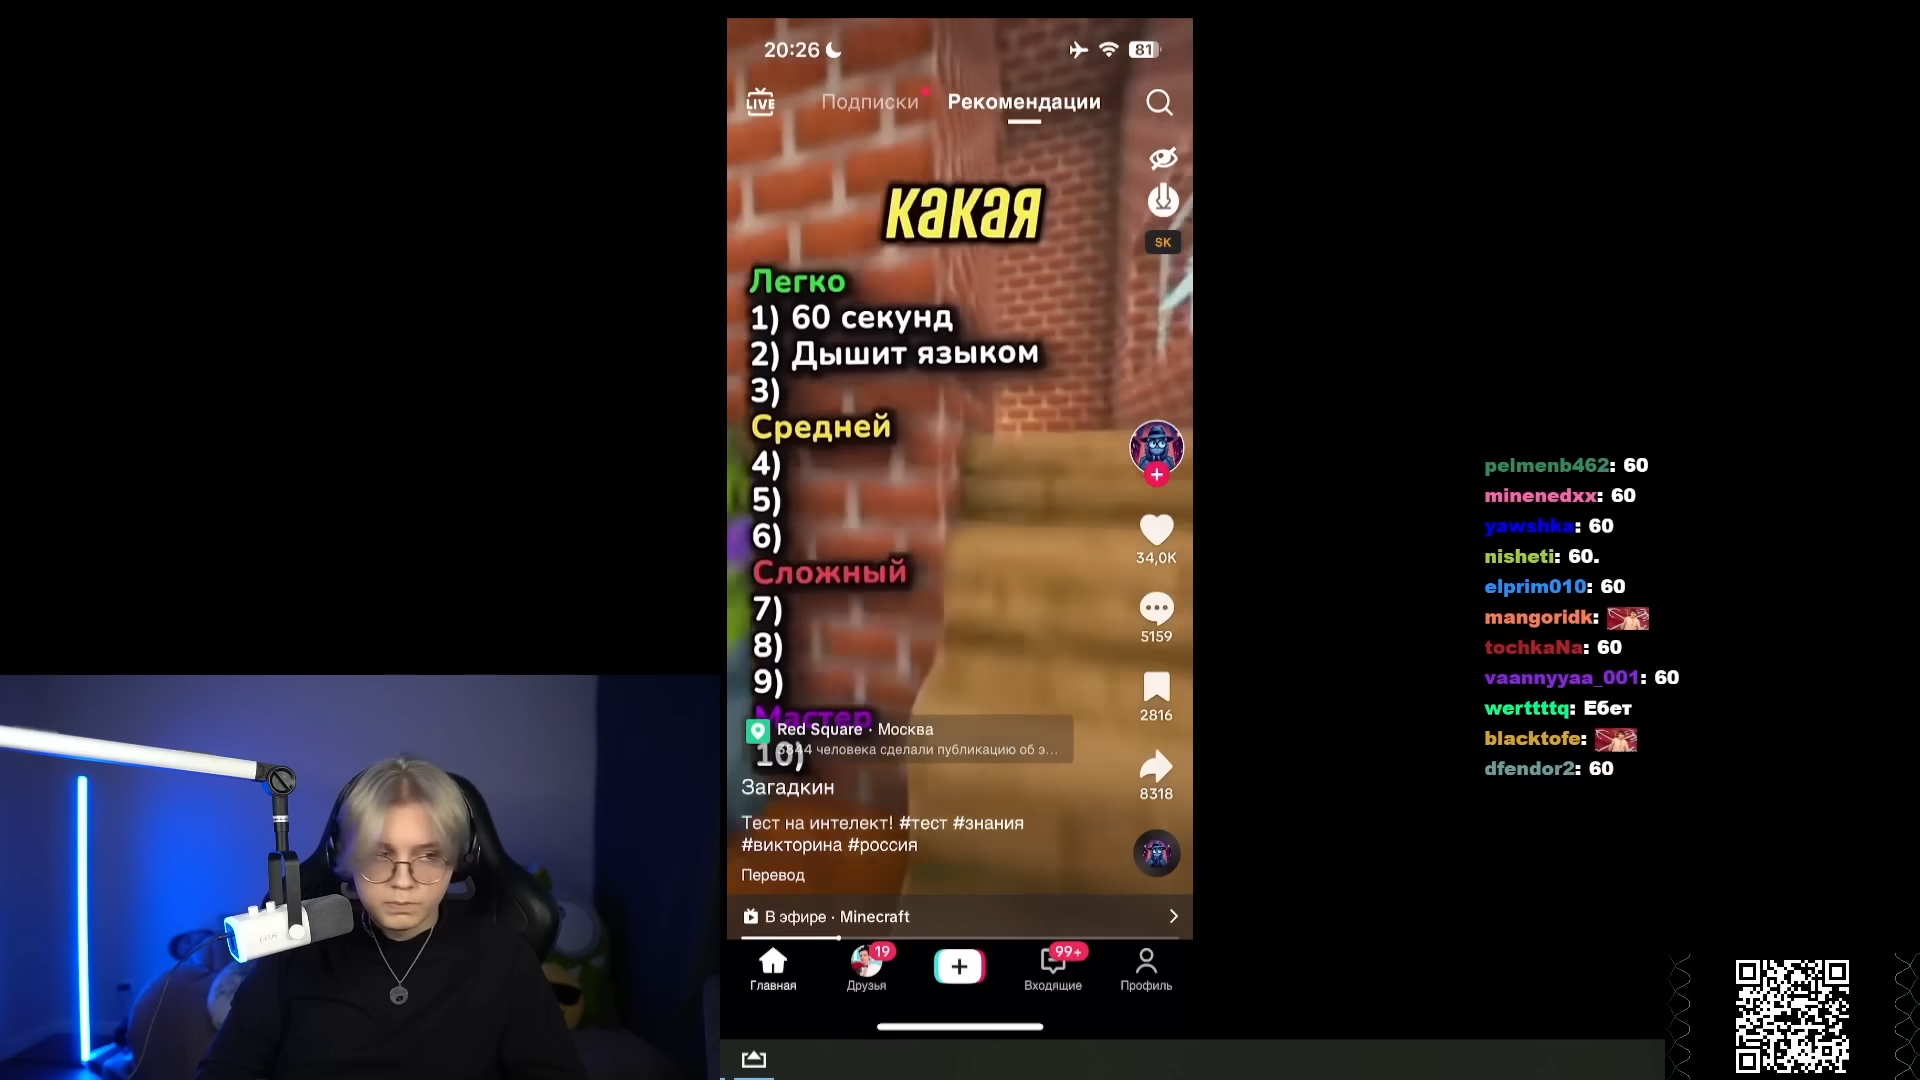 20:26
81
LIVE
Подписки
Рекомендации
какая
SK
Легко
1) 60 секунд
2) Дышит языком
3)
Средней
4)
5)
6)
Сложный
7)
8)
9)
Мастер
10)
Red Square · Москва
3844 человека сделали публикацию об э...
Загадкин
Тест на интелект! #тест #знания
#викторина #россия
Перевод
В эфире · Minecraft
34,0K
5159
2816
8318
19
99+
Главная
Друзья
Входящие
Профиль
pelmenb462: 60
minenedxx: 60
yawshka: 60
nisheti: 60.
elprim010: 60
mangoridk:
tochkaNa: 60
vaannyyaa_001: 60
werttttq: Ебет
blacktofe:
dfendor2: 60